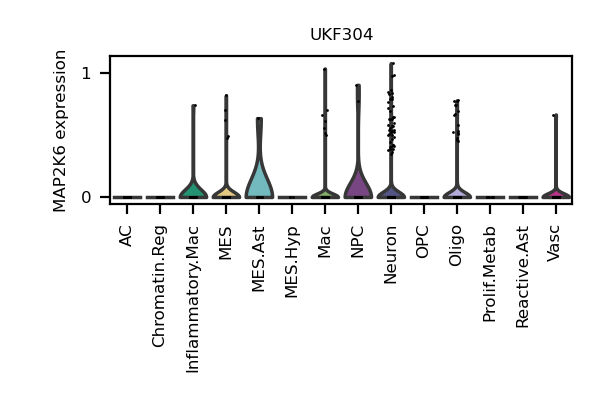 UKF304
MAP2K6 expression
1
0
AC
Chromatin.Reg
Inflammatory.Mac
MES
MES.Ast
MES.Hyp
Mac
NPC
Neuron
OPC
Oligo
Prolif.Metab
Reactive.Ast
Vasc